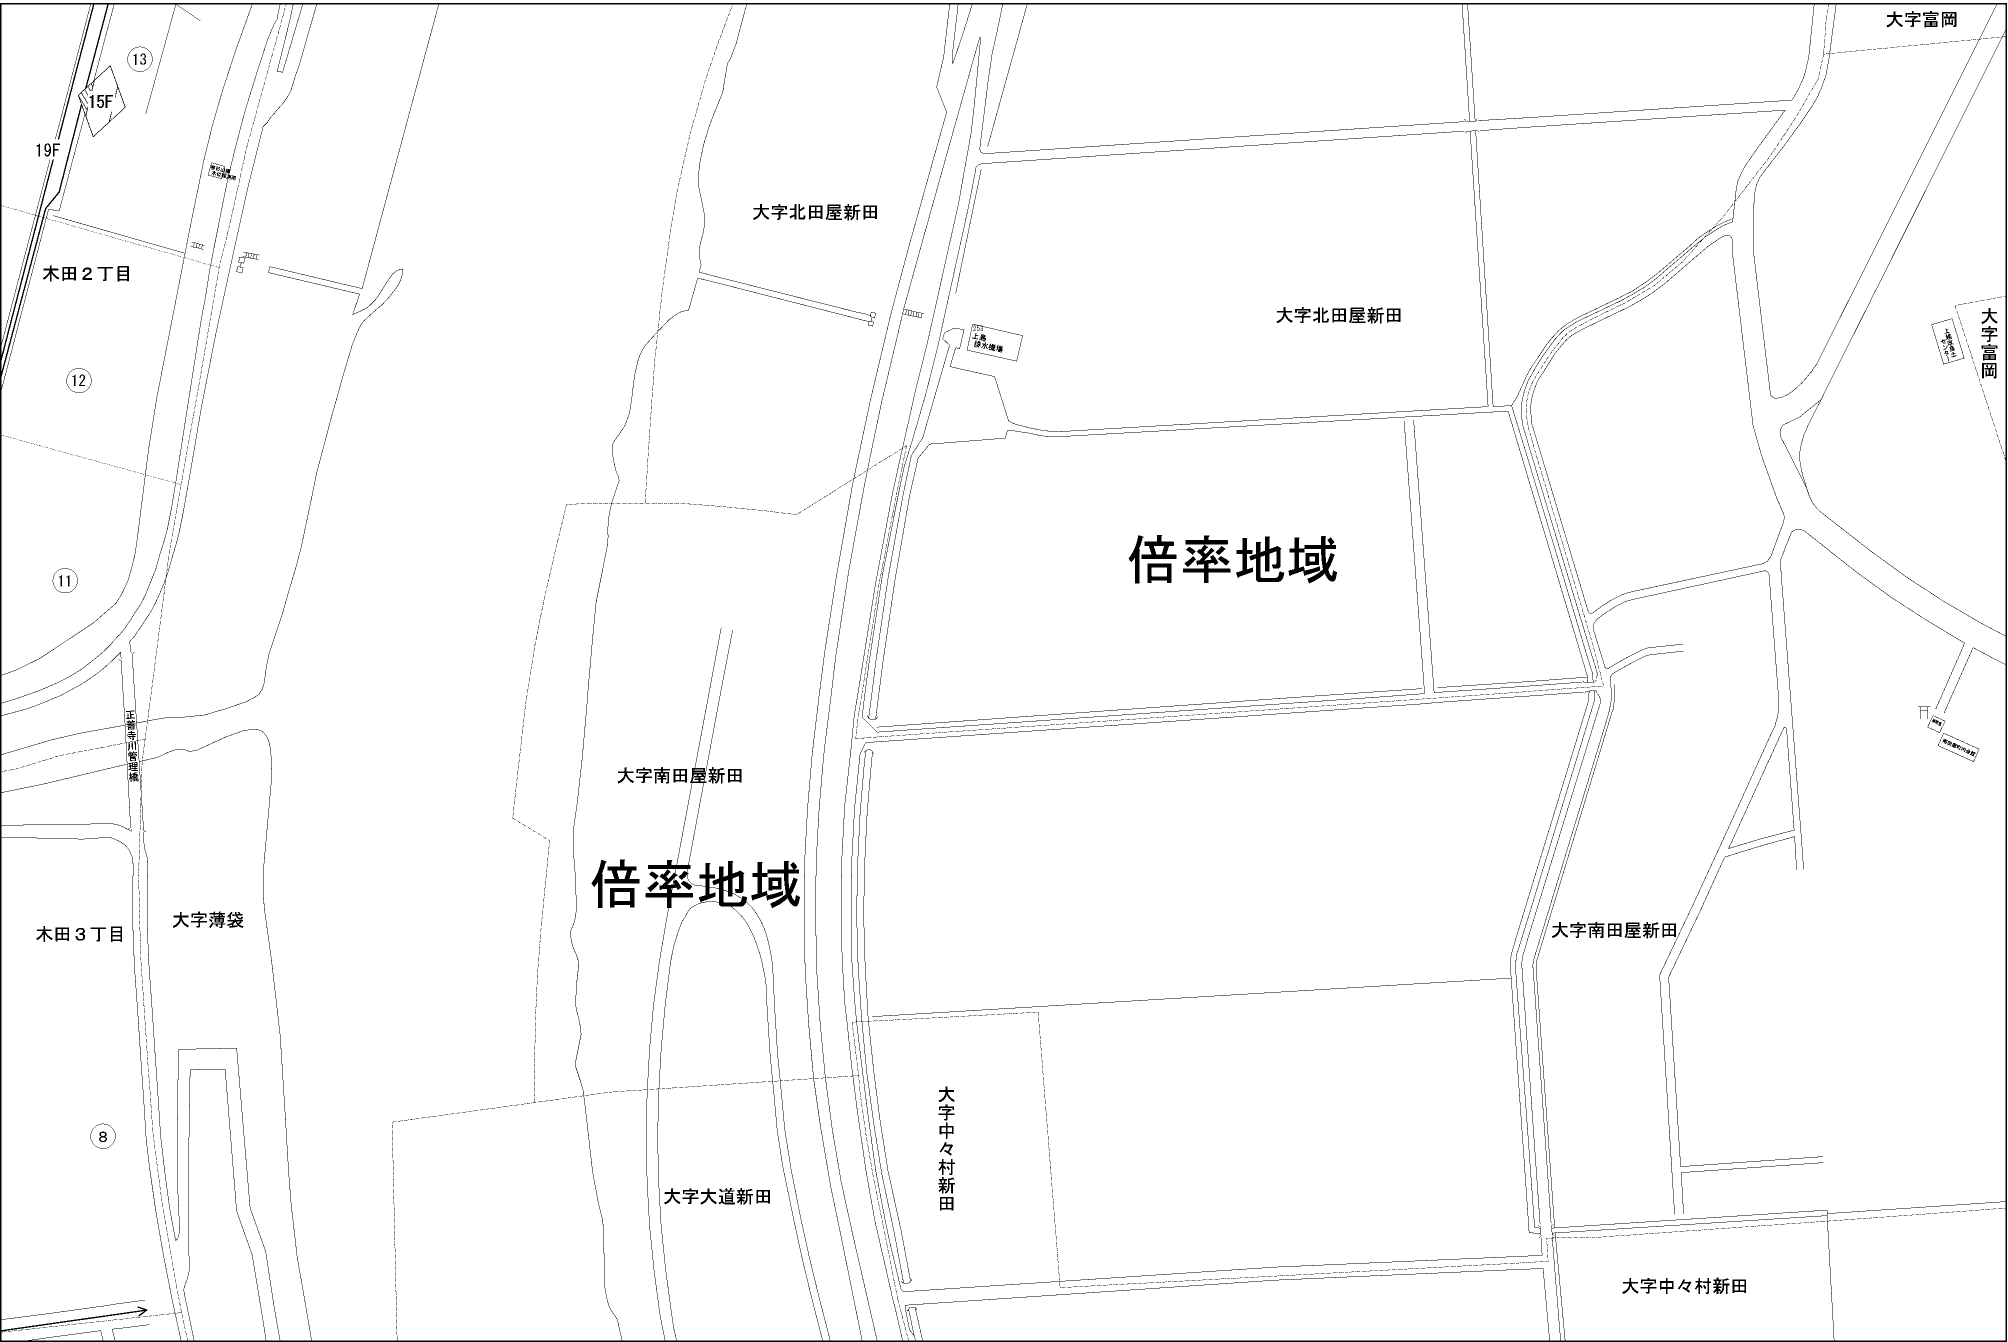 大字富岡
13
15F
19F
大字北田屋新田
木田2丁目
大字北田屋新田
大字富岡
253
上島
排水機場
12
倍率地域
11
正善寺川管理橋
大字南田屋新田
倍率地域
大字薄袋
木田3丁目
大字南田屋新田
大字中々村新田
8
大字大道新田
大字中々村新田